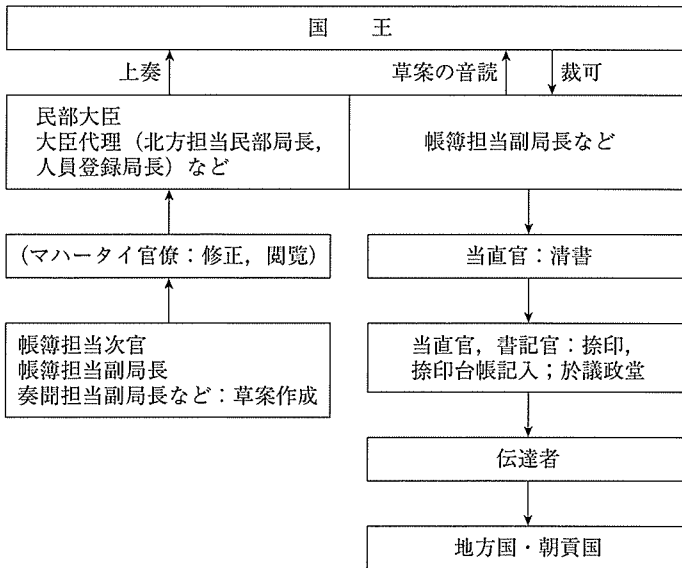 国　王
上奏
草案の音読
裁可
民部大臣
大臣代理（北方担当民部局長，
人員登録局長）など
帳簿担当副局長など
（マハータイ官僚：修正，閲覧）
当直官：清書
帳簿担当次官
帳簿担当副局長
奏聞担当副局長など：草案作成
当直官，書記官：捺印，
捺印台帳記入；於議政堂
伝達者
地方国・朝貢国